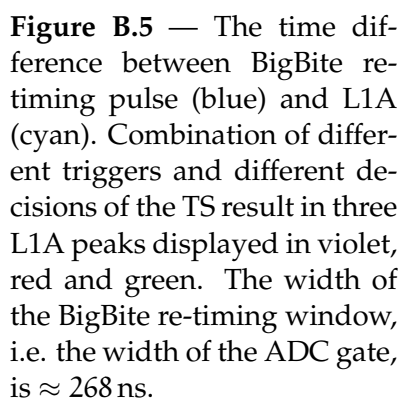 Figure B.5 — The time dif-
ference between BigBite re-
timing pulse (blue) and L1A
(cyan). Combination of differ-
ent triggers and different de-
cisions of the TS result in three
L1A peaks displayed in violet,
red and green. The width of
the BigBite re-timing window,
i.e. the width of the ADC gate,
is ≈ 268 ns.